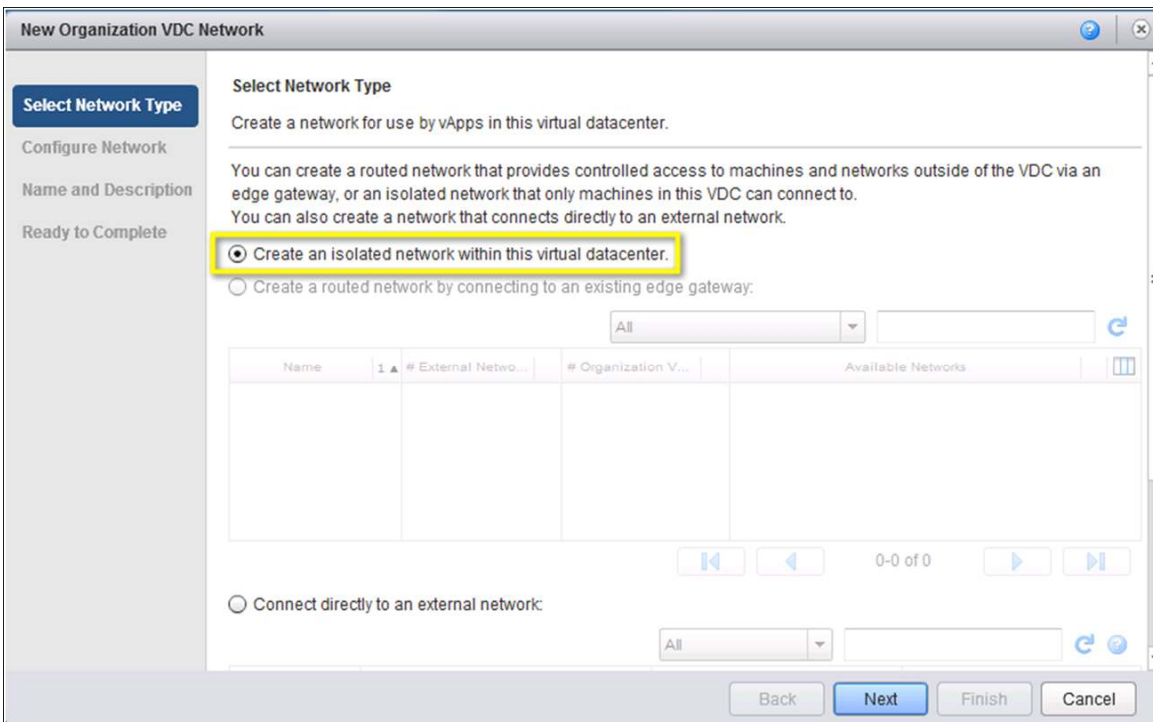 New Organization VDC Network
Select Network Type
Configure Network
Name and Description
Ready to Complete
Select Network Type
Create a network for use by vApps in this virtual datacenter.
You can create a routed network that provides controlled access to machines and networks outside of the VDC via an
edge gateway, or an isolated network that only machines in this VDC can connect to.
You can also create a network that connects directly to an external network.
Create an isolated network within this virtual datacenter.
Create a routed network by connecting to an existing edge gateway:
All
Name 1 ▲ # External Netwo... # Organization V... Available Networks
0-0 of 0
Connect directly to an external network:
All
Back Next Finish Cancel